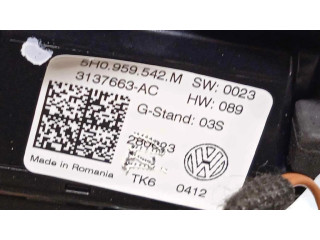 5H0.959.542.M SW: 0023
3137663-AC HW: 089
G-Stand: 03S
Made in Romania TK6 0412